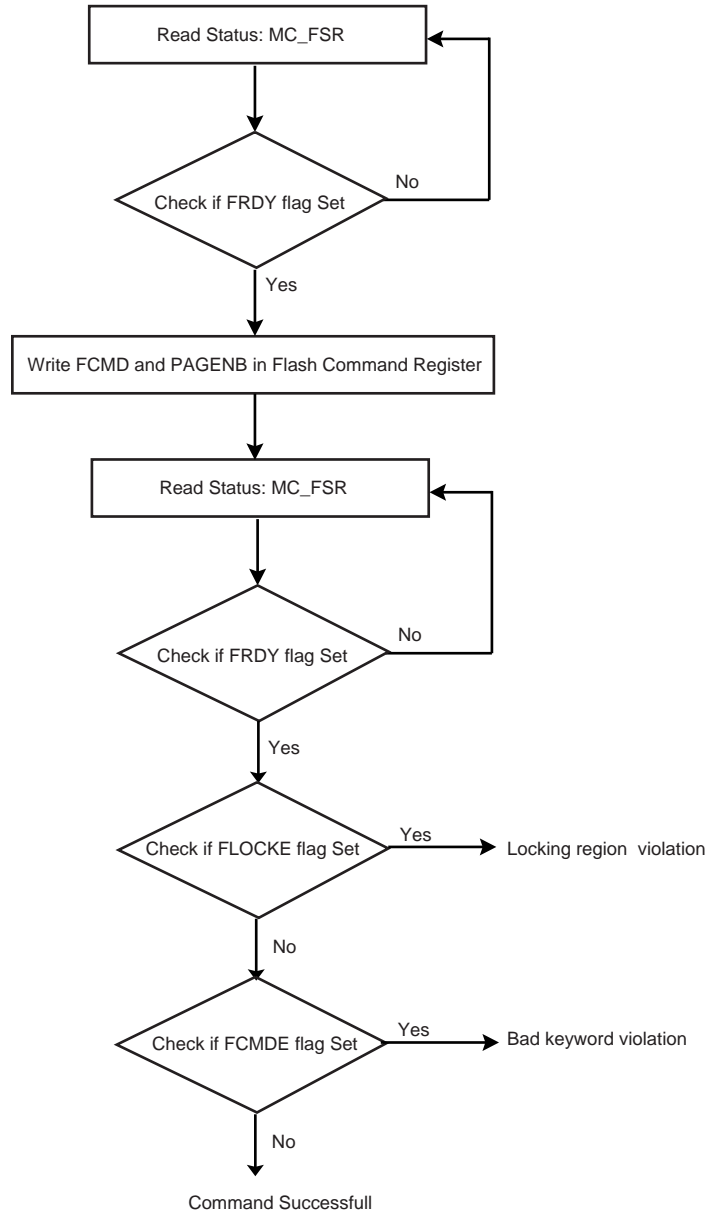 Read Status: MC_FSR
Check if FRDY flag Set
No
Yes
Write FCMD and PAGENB in Flash Command Register
Read Status: MC_FSR
Check if FRDY flag Set
No
Yes
Check if FLOCKE flag Set
Yes
Locking region violation
No
Check if FCMDE flag Set
Yes
Bad keyword violation
No
Command Successfull